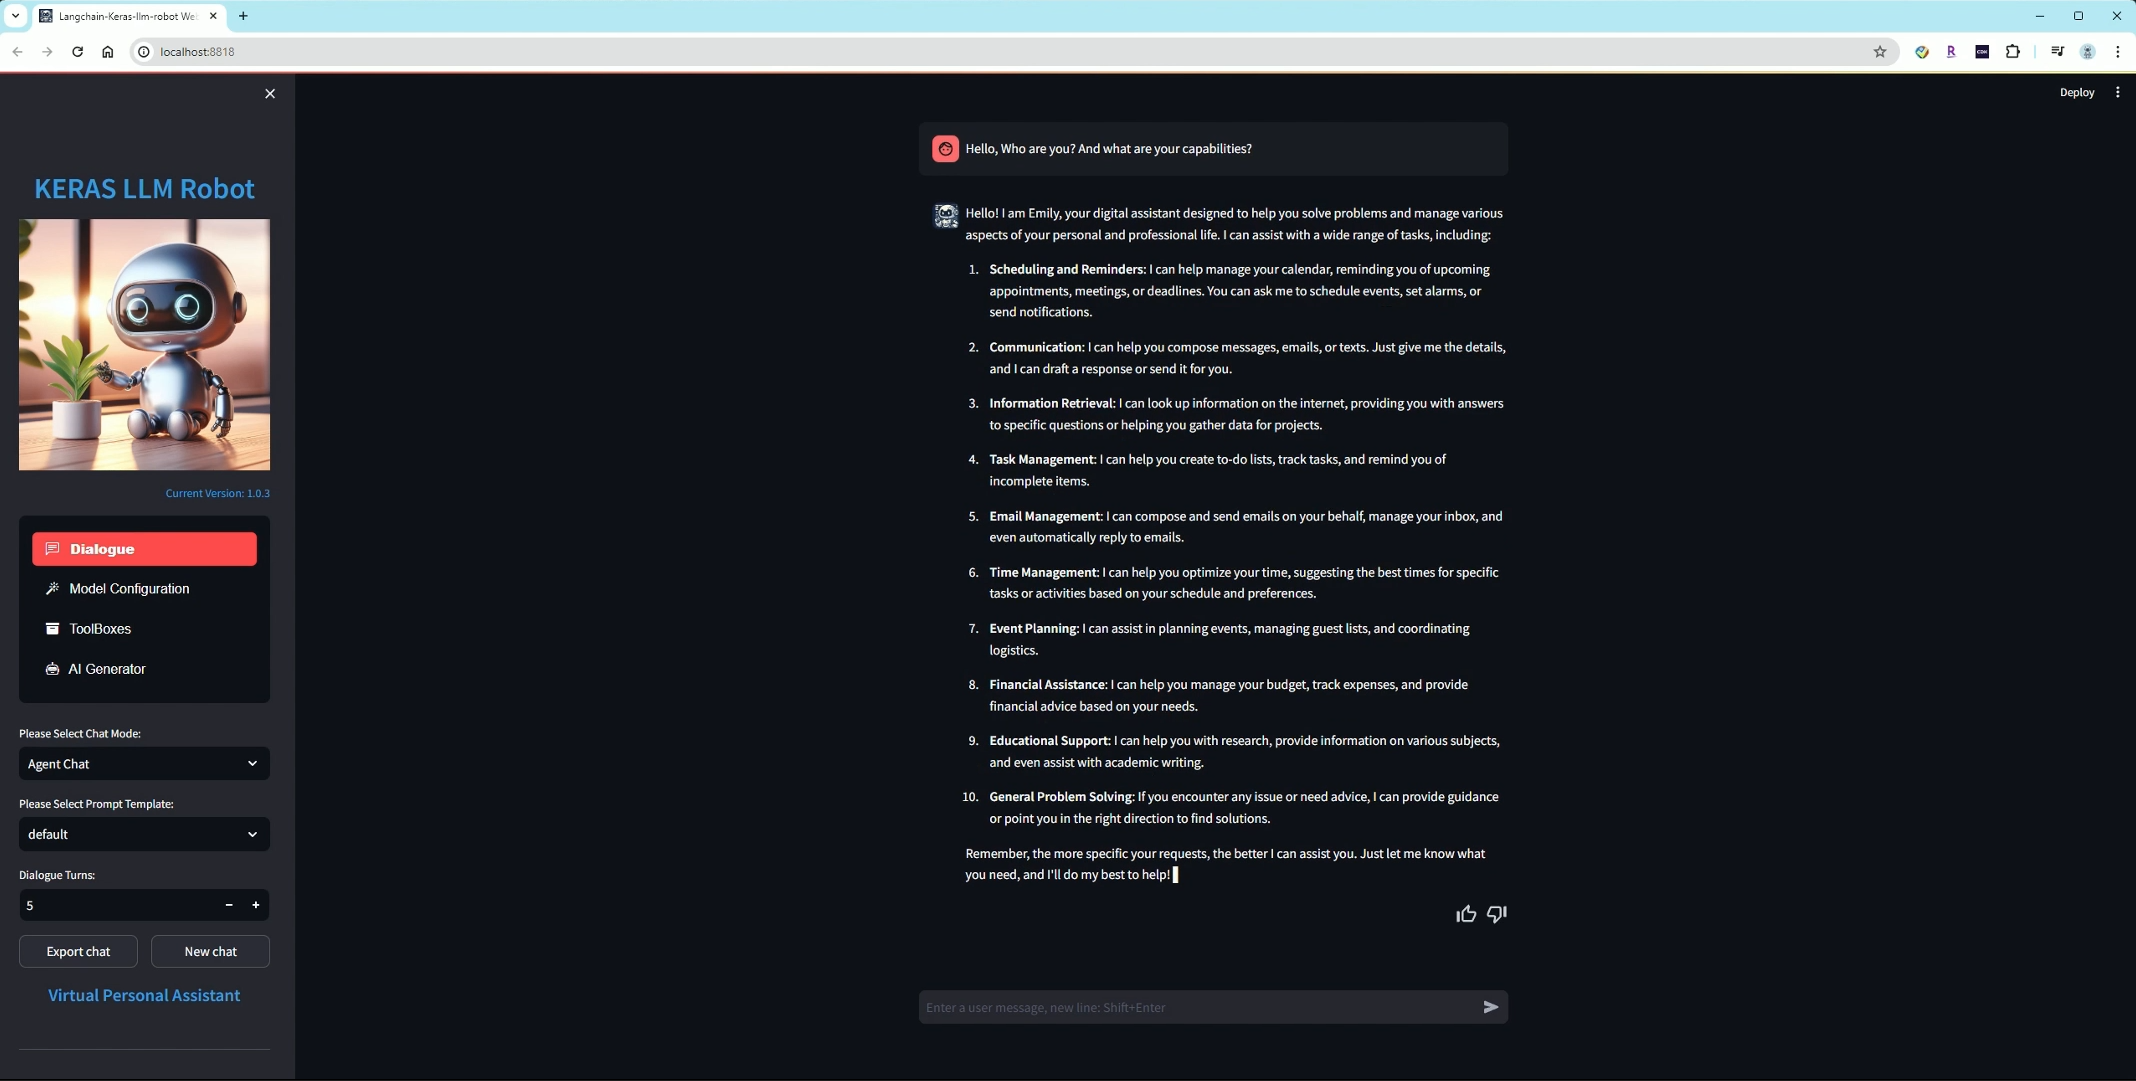 Langchain-Keras-llm-robot We
localhost:8818
Deploy
KERAS LLM Robot
Current Version: 1.0.3
Dialogue
Model Configuration
ToolBoxes
AI Generator
Please Select Chat Mode:
Agent Chat
Please Select Prompt Template:
default
Dialogue Turns:
5
Export chat
New chat
Virtual Personal Assistant
Hello, Who are you? And what are your capabilities?
Hello! I am Emily, your digital assistant designed to help you solve problems and manage various
aspects of your personal and professional life. I can assist with a wide range of tasks, including:
1. Scheduling and Reminders: I can help manage your calendar, reminding you of upcoming
appointments, meetings, or deadlines. You can ask me to schedule events, set alarms, or
send notifications.
2. Communication: I can help you compose messages, emails, or texts. Just give me the details,
and I can draft a response or send it for you.
3. Information Retrieval: I can look up information on the internet, providing you with answers
to specific questions or helping you gather data for projects.
4. Task Management: I can help you create to-do lists, track tasks, and remind you of
incomplete items.
5. Email Management: I can compose and send emails on your behalf, manage your inbox, and
even automatically reply to emails.
6. Time Management: I can help you optimize your time, suggesting the best times for specific
tasks or activities based on your schedule and preferences.
7. Event Planning: I can assist in planning events, managing guest lists, and coordinating
logistics.
8. Financial Assistance: I can help you manage your budget, track expenses, and provide
financial advice based on your needs.
9. Educational Support: I can help you with research, provide information on various subjects,
and even assist with academic writing.
10. General Problem Solving: If you encounter any issue or need advice, I can provide guidance
or point you in the right direction to find solutions.
Remember, the more specific your requests, the better I can assist you. Just let me know what
you need, and I'll do my best to help!
Enter a user message, new line: Shift+Enter